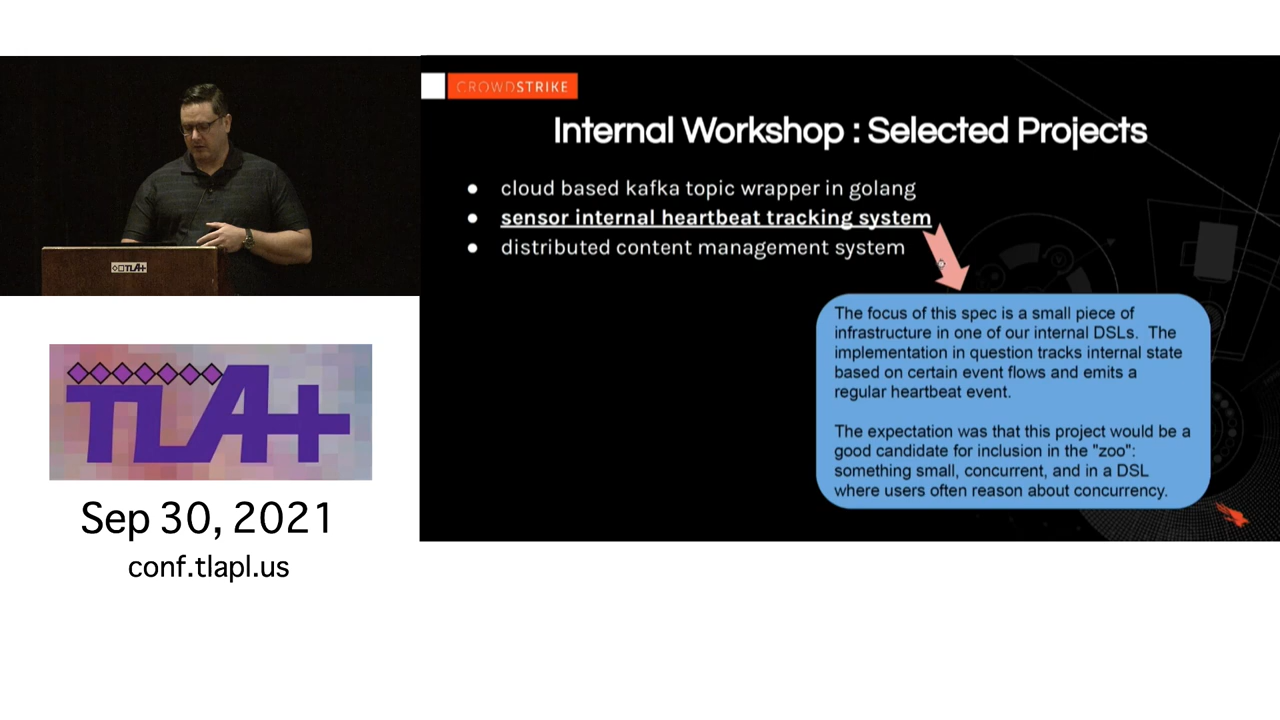 CROWDSTRIKE
Internal Workshop : Selected Projects
● cloud based kafka topic wrapper in golang
● sensor internal heartbeat tracking system
● distributed content management system
The focus of this spec is a small piece of
infrastructure in one of our internal DSLs. The
implementation in question tracks internal state
based on certain event flows and emits a
regular heartbeat event.
The expectation was that this project would be a
good candidate for inclusion in the "zoo":
something small, concurrent, and in a DSL
where users often reason about concurrency.
TLA+
TLA+
Sep 30, 2021
conf.tlapl.us